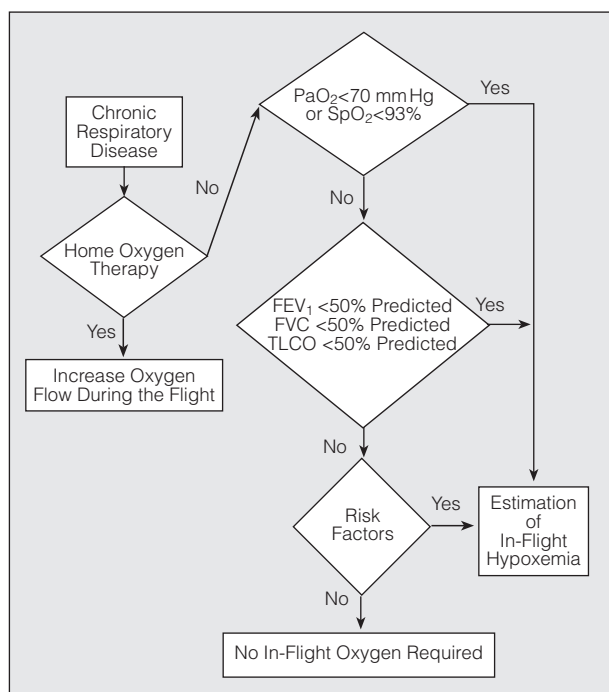 Chronic
Respiratory
Disease
Home Oxygen
Therapy
Yes
Increase Oxygen
Flow During the Flight
No
PaO₂<70 mm Hg
or SpO₂<93%
Yes
No
FEV₁ <50% Predicted
FVC <50% Predicted
TLCO <50% Predicted
Yes
No
Risk
Factors
Yes
Estimation
of
In-Flight
Hypoxemia
No
No In-Flight Oxygen Required